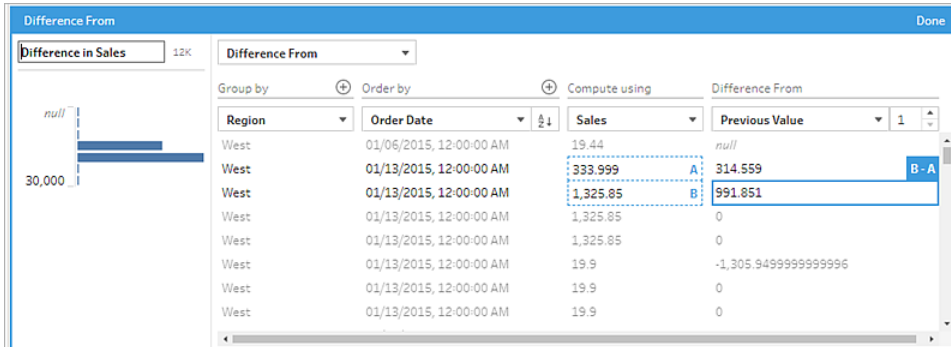 Difference From Done
Difference in Sales 12K Difference From
Group by Order by Compute using Difference From
null
Region Order Date Sales Previous Value 1
West 01/06/2015, 12:00:00 AM 19.44 null
30,000 West 01/13/2015, 12:00:00 AM 333.999 A 314.559 B - A
West 01/13/2015, 12:00:00 AM 1,325.85 B 991.851
West 01/13/2015, 12:00:00 AM 1,325.85 0
West 01/13/2015, 12:00:00 AM 1,325.85 0
West 01/13/2015, 12:00:00 AM 19.9 -1,305.9499999999996
West 01/13/2015, 12:00:00 AM 19.9 0
West 01/13/2015, 12:00:00 AM 19.9 0